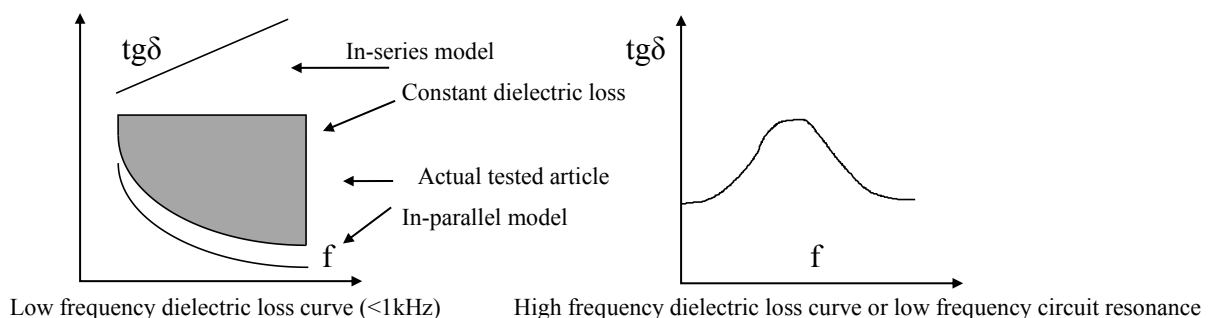 tgδ
In-series model
Constant dielectric loss
Actual tested article
In-parallel model
f
Low frequency dielectric loss curve (<1kHz)
tgδ
f
High frequency dielectric loss curve or low frequency circuit resonance